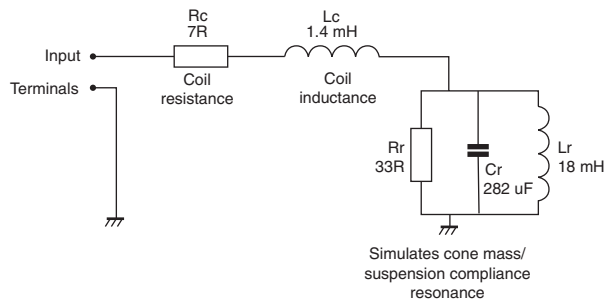 Rc
7R
Lc
1.4 mH
Input
Terminals
Coil
resistance
Coil
inductance
Rr
33R
Cr
282 uF
Lr
18 mH
Simulates cone mass/
suspension compliance
resonance